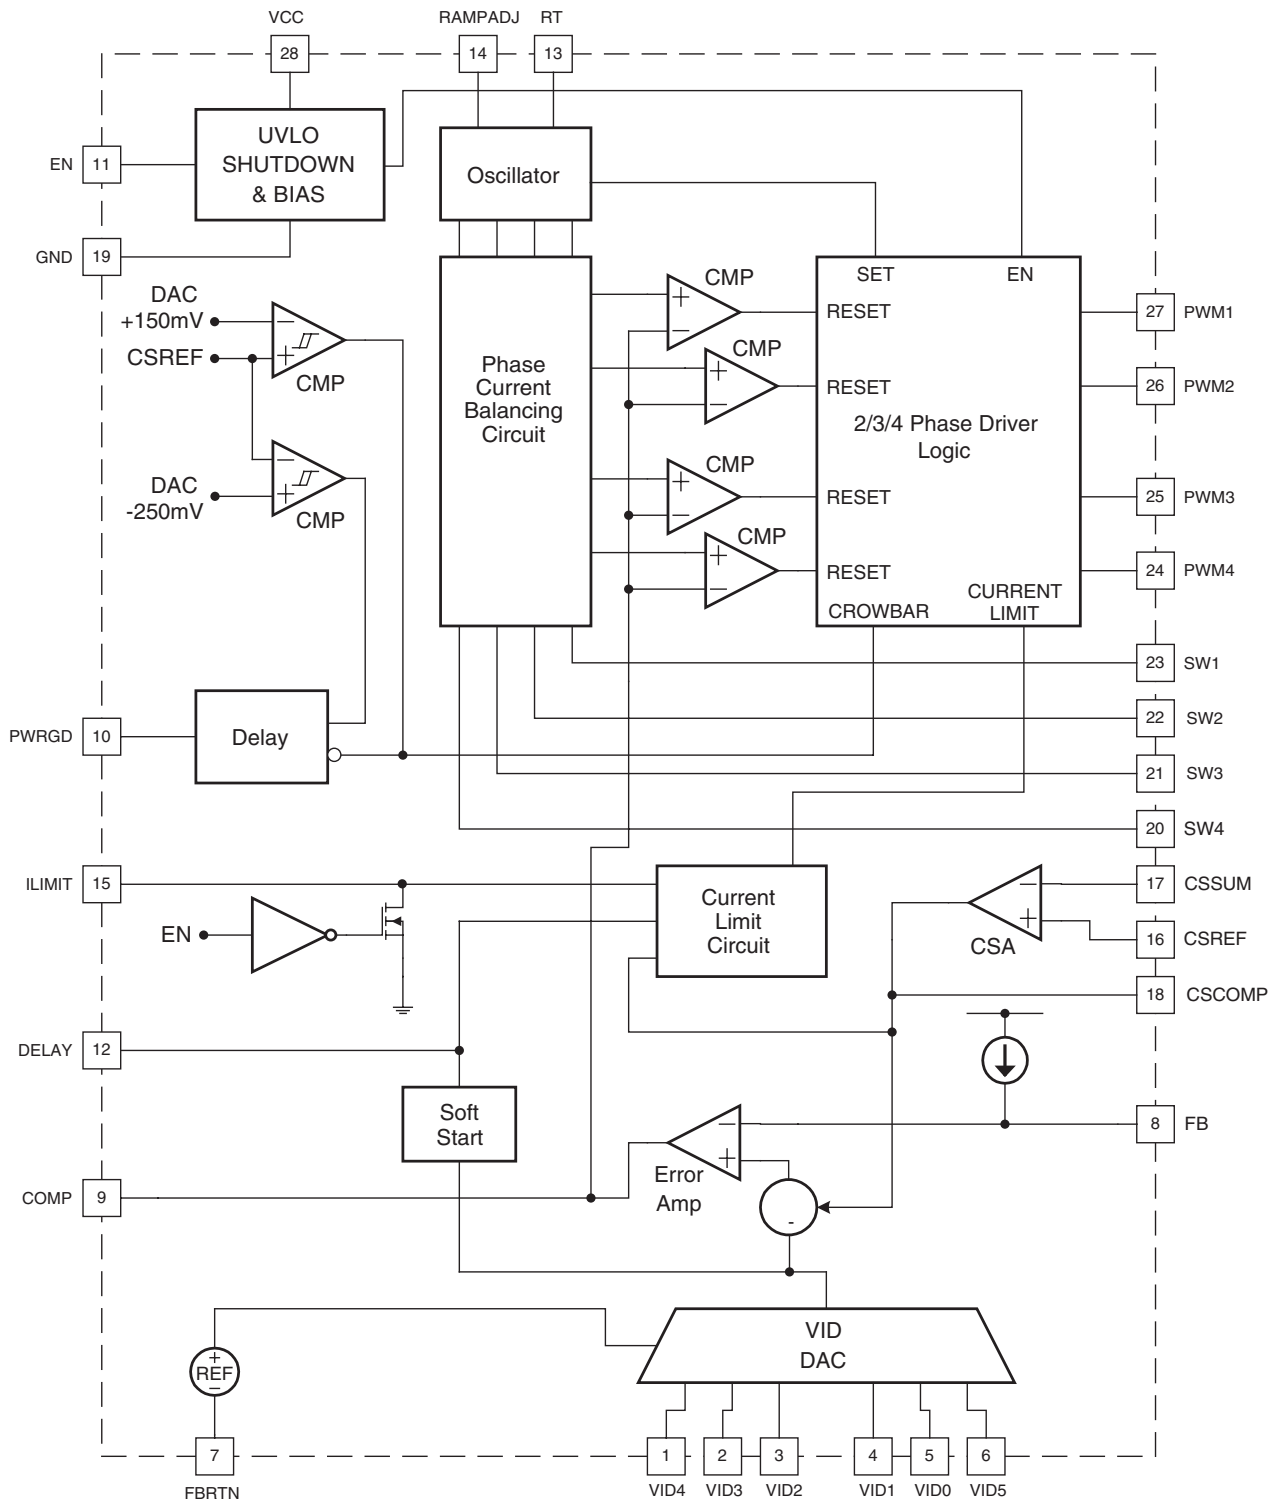 VCC
RAMPADJ
RT
28
14
13
EN
11
UVLO
SHUTDOWN
& BIAS
Oscillator
GND
19
DAC
+150mV
CSREF
−
+
CMP
DAC
-250mV
−
+
CMP
Phase
Current
Balancing
Circuit
CMP
+
−
CMP
+
−
CMP
+
−
CMP
+
−
SET
EN
RESET
RESET
2/3/4 Phase Driver
Logic
RESET
RESET
CROWBAR
CURRENT
LIMIT
27
PWM1
26
PWM2
25
PWM3
24
PWM4
23
SW1
22
SW2
21
SW3
20
SW4
PWRGD
10
Delay
ILIMIT
15
EN
Current
Limit
Circuit
−
+
CSA
17
CSSUM
16
CSREF
18
CSCOMP
DELAY
12
Soft
Start
−
+
Error
Amp
8
FB
COMP
9
-
VID
DAC
+
REF
−
7
FBRTN
1
2
3
4
5
6
VID4
VID3
VID2
VID1
VID0
VID5